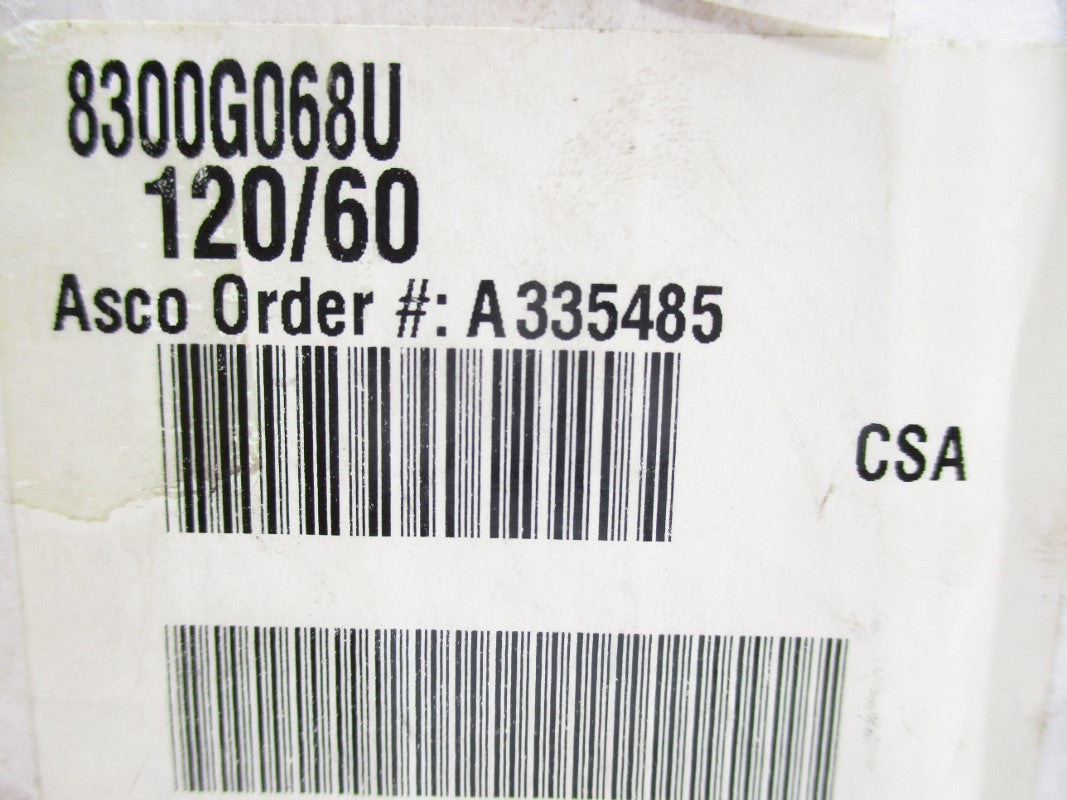 8300G068U
120/60
Asco Order #: A335485
CSA